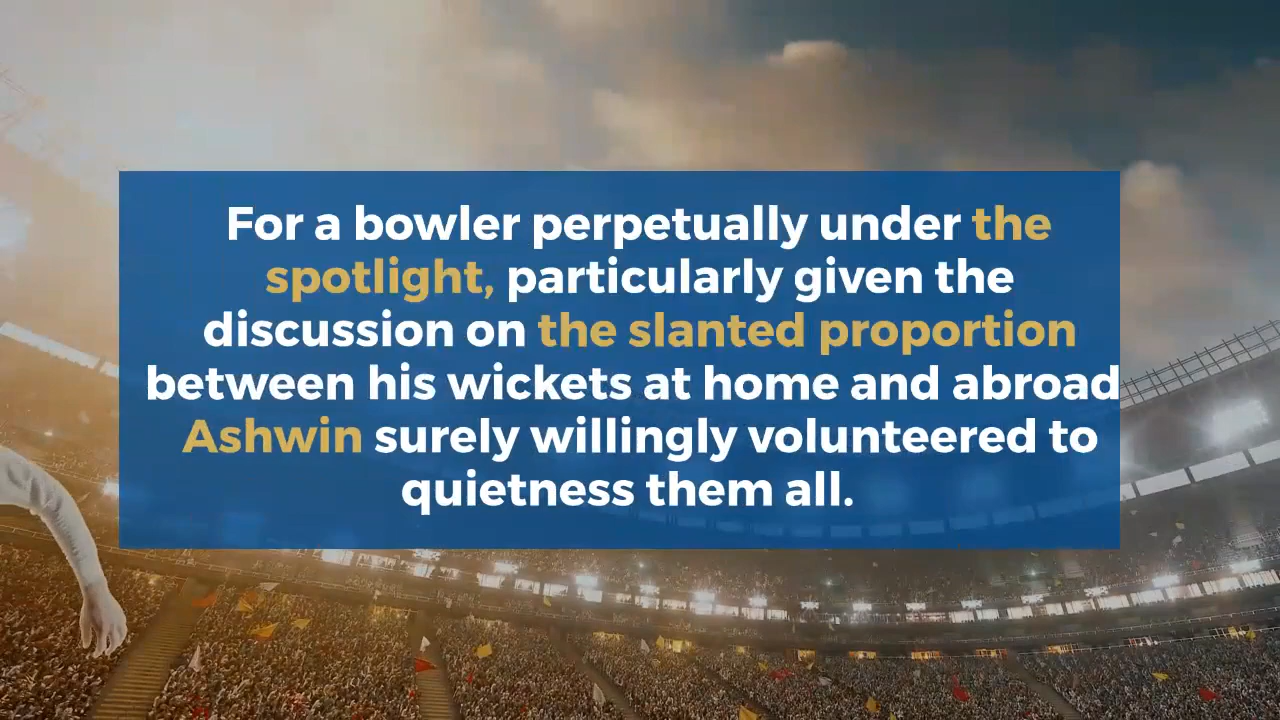 For a bowler perpetually under the
spotlight, particularly given the
discussion on the slanted proportion
between his wickets at home and abroad
Ashwin surely willingly volunteered to
quietness them all.